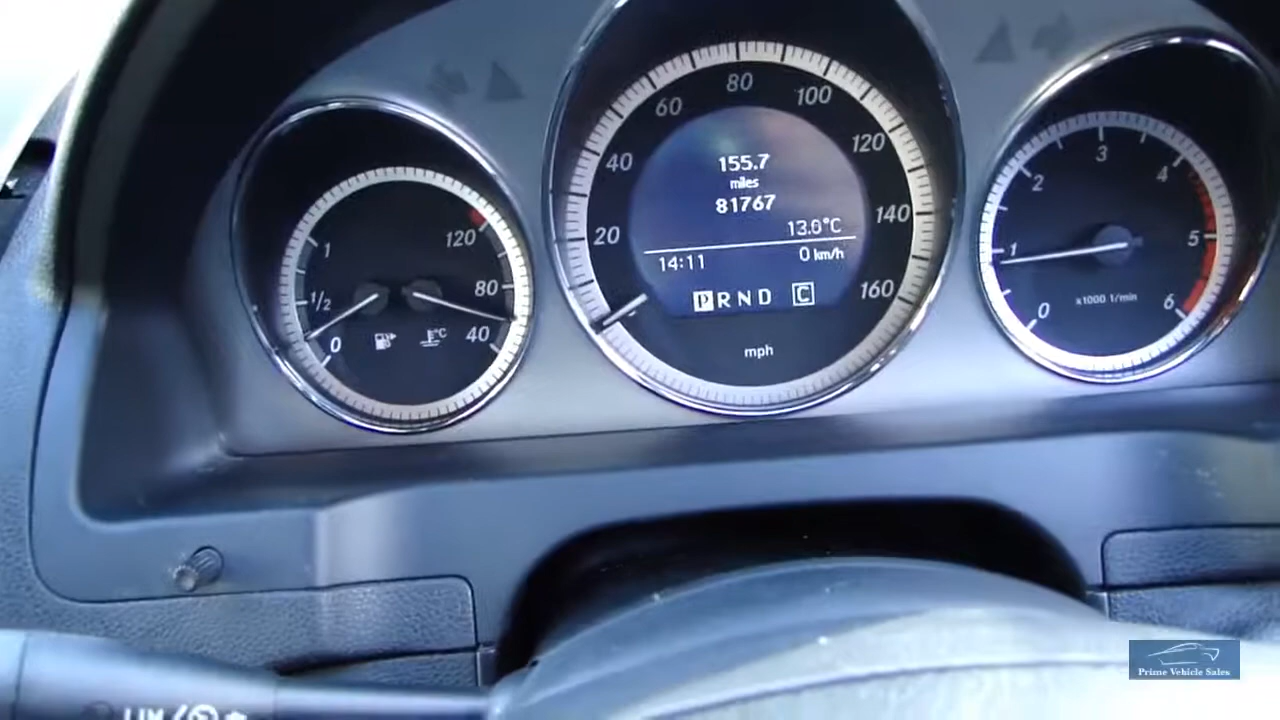 1
1/2
0
120
80
40
°C
20
40
60
80
100
120
140
160
155.7
miles
81767
13.0°C
14:11
0 km/h
P R N D C
mph
0
1
2
3
4
5
6
x1000 1/min
LIM
Prime Vehicle Sales